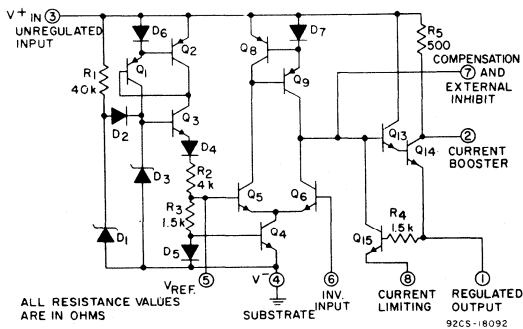 V+ IN ③
UNREGULATED
INPUT
R1
40k
D6
Q1
Q2
D2
Q3
D4
R2
4k
D3
R3
1.5k
D1
D5
Q8
D7
Q9
Q5
Q6
Q4
R5
500
COMPENSATION
⑦ AND
EXTERNAL
INHIBIT
Q13
②
CURRENT
BOOSTER
Q14
R4
1.5k
Q15
⑤
VREF.
V- ④
SUBSTRATE
⑥
INV.
INPUT
⑧
CURRENT
LIMITING
①
REGULATED
OUTPUT
ALL RESISTANCE VALUES
ARE IN OHMS
92CS-18092